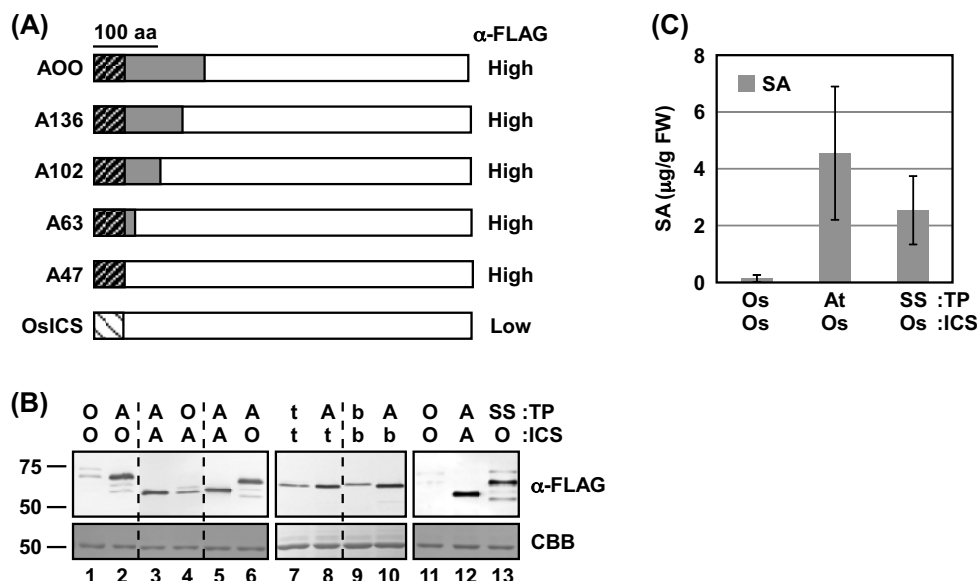 (A)
100 aa
α-FLAG
AOO High
A136 High
A102 High
A63 High
A47 High
OsICS Low
(B)
O A A O A A t A b A O A SS :TP
O O A A A O t t b b O A O :ICS
75
50
α-FLAG
50
CBB
1 2 3 4 5 6 7 8 9 10 11 12 13
(C)
8
6
4
2
0
SA (μg/g FW)
SA
Os At SS :TP
Os Os Os :ICS